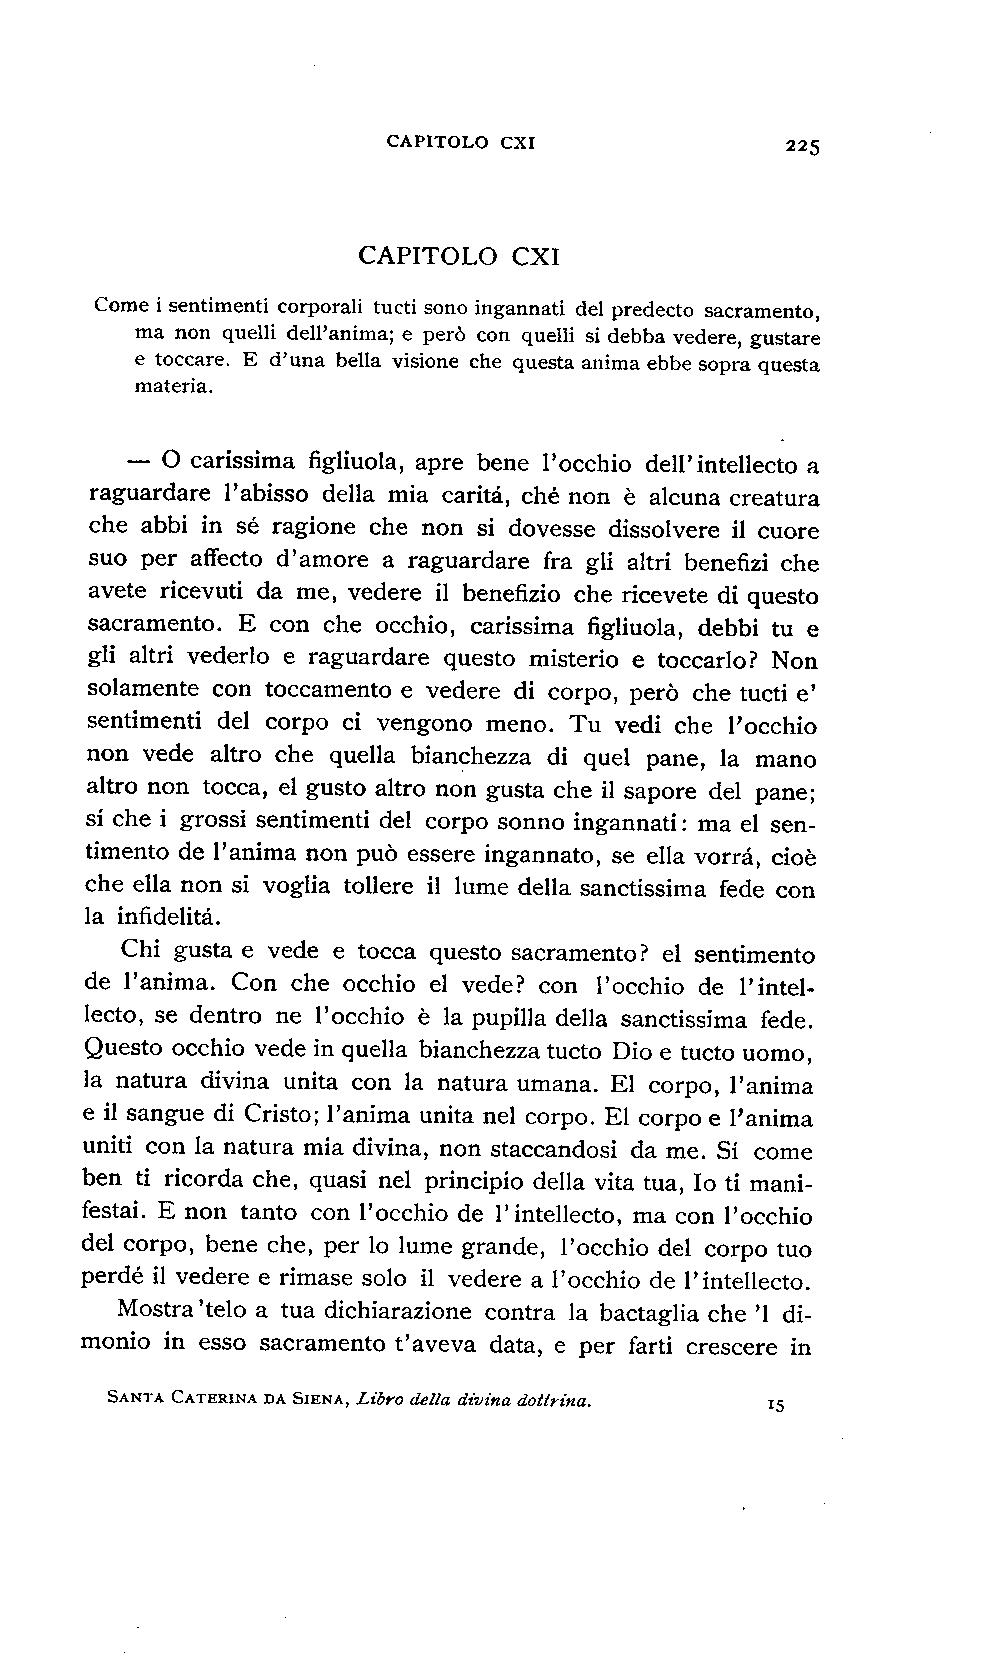 CAPITOLO CXI 225
CAPITOLO CXI
Come i sentimenti corporali tucti sono ingannati del predecto sacramento,
ma non quelli dell'anima; e però con quelli si debba vedere, gustare
e toccare. E d'una bella visione che questa anima ebbe sopra questa
materia.
— O carissima figliuola, apre bene l'occhio dell'intellecto a
raguardare l'abisso della mia caritá, ché non è alcuna creatura
che abbi in sé ragione che non si dovesse dissolvere il cuore
suo per affecto d'amore a raguardare fra gli altri benefizi che
avete ricevuti da me, vedere il benefizio che ricevete di questo
sacramento. E con che occhio, carissima figliuola, debbi tu e
gli altri vederlo e raguardare questo misterio e toccarlo? Non
solamente con toccamento e vedere di corpo, però che tucti e'
sentimenti del corpo ci vengono meno. Tu vedi che l'occhio
non vede altro che quella bianchezza di quel pane, la mano
altro non tocca, el gusto altro non gusta che il sapore del pane;
sí che i grossi sentimenti del corpo sonno ingannati: ma el sen-
timento de l'anima non può essere ingannato, se ella vorrá, cioè
che ella non si voglia tollere il lume della sanctissima fede con
la infidelitá.
Chi gusta e vede e tocca questo sacramento? el sentimento
de l'anima. Con che occhio el vede? con l'occhio de l'intel-
lecto, se dentro ne l'occhio è la pupilla della sanctissima fede.
Questo occhio vede in quella bianchezza tucto Dio e tucto uomo,
la natura divina unita con la natura umana. El corpo, l'anima
e il sangue di Cristo; l'anima unita nel corpo. El corpo e l'anima
uniti con la natura mia divina, non staccandosi da me. Sí come
ben ti ricorda che, quasi nel principio della vita tua, Io ti mani-
festai. E non tanto con l'occhio de l'intellecto, ma con l'occhio
del corpo, bene che, per lo lume grande, l'occhio del corpo tuo
perdé il vedere e rimase solo il vedere a l'occhio de l'intellecto.
Mostra'telo a tua dichiarazione contra la bactaglia che 'l di-
monio in esso sacramento t'aveva data, e per farti crescere in
SANTA CATERINA DA SIENA, Libro della divina dottrina. 15